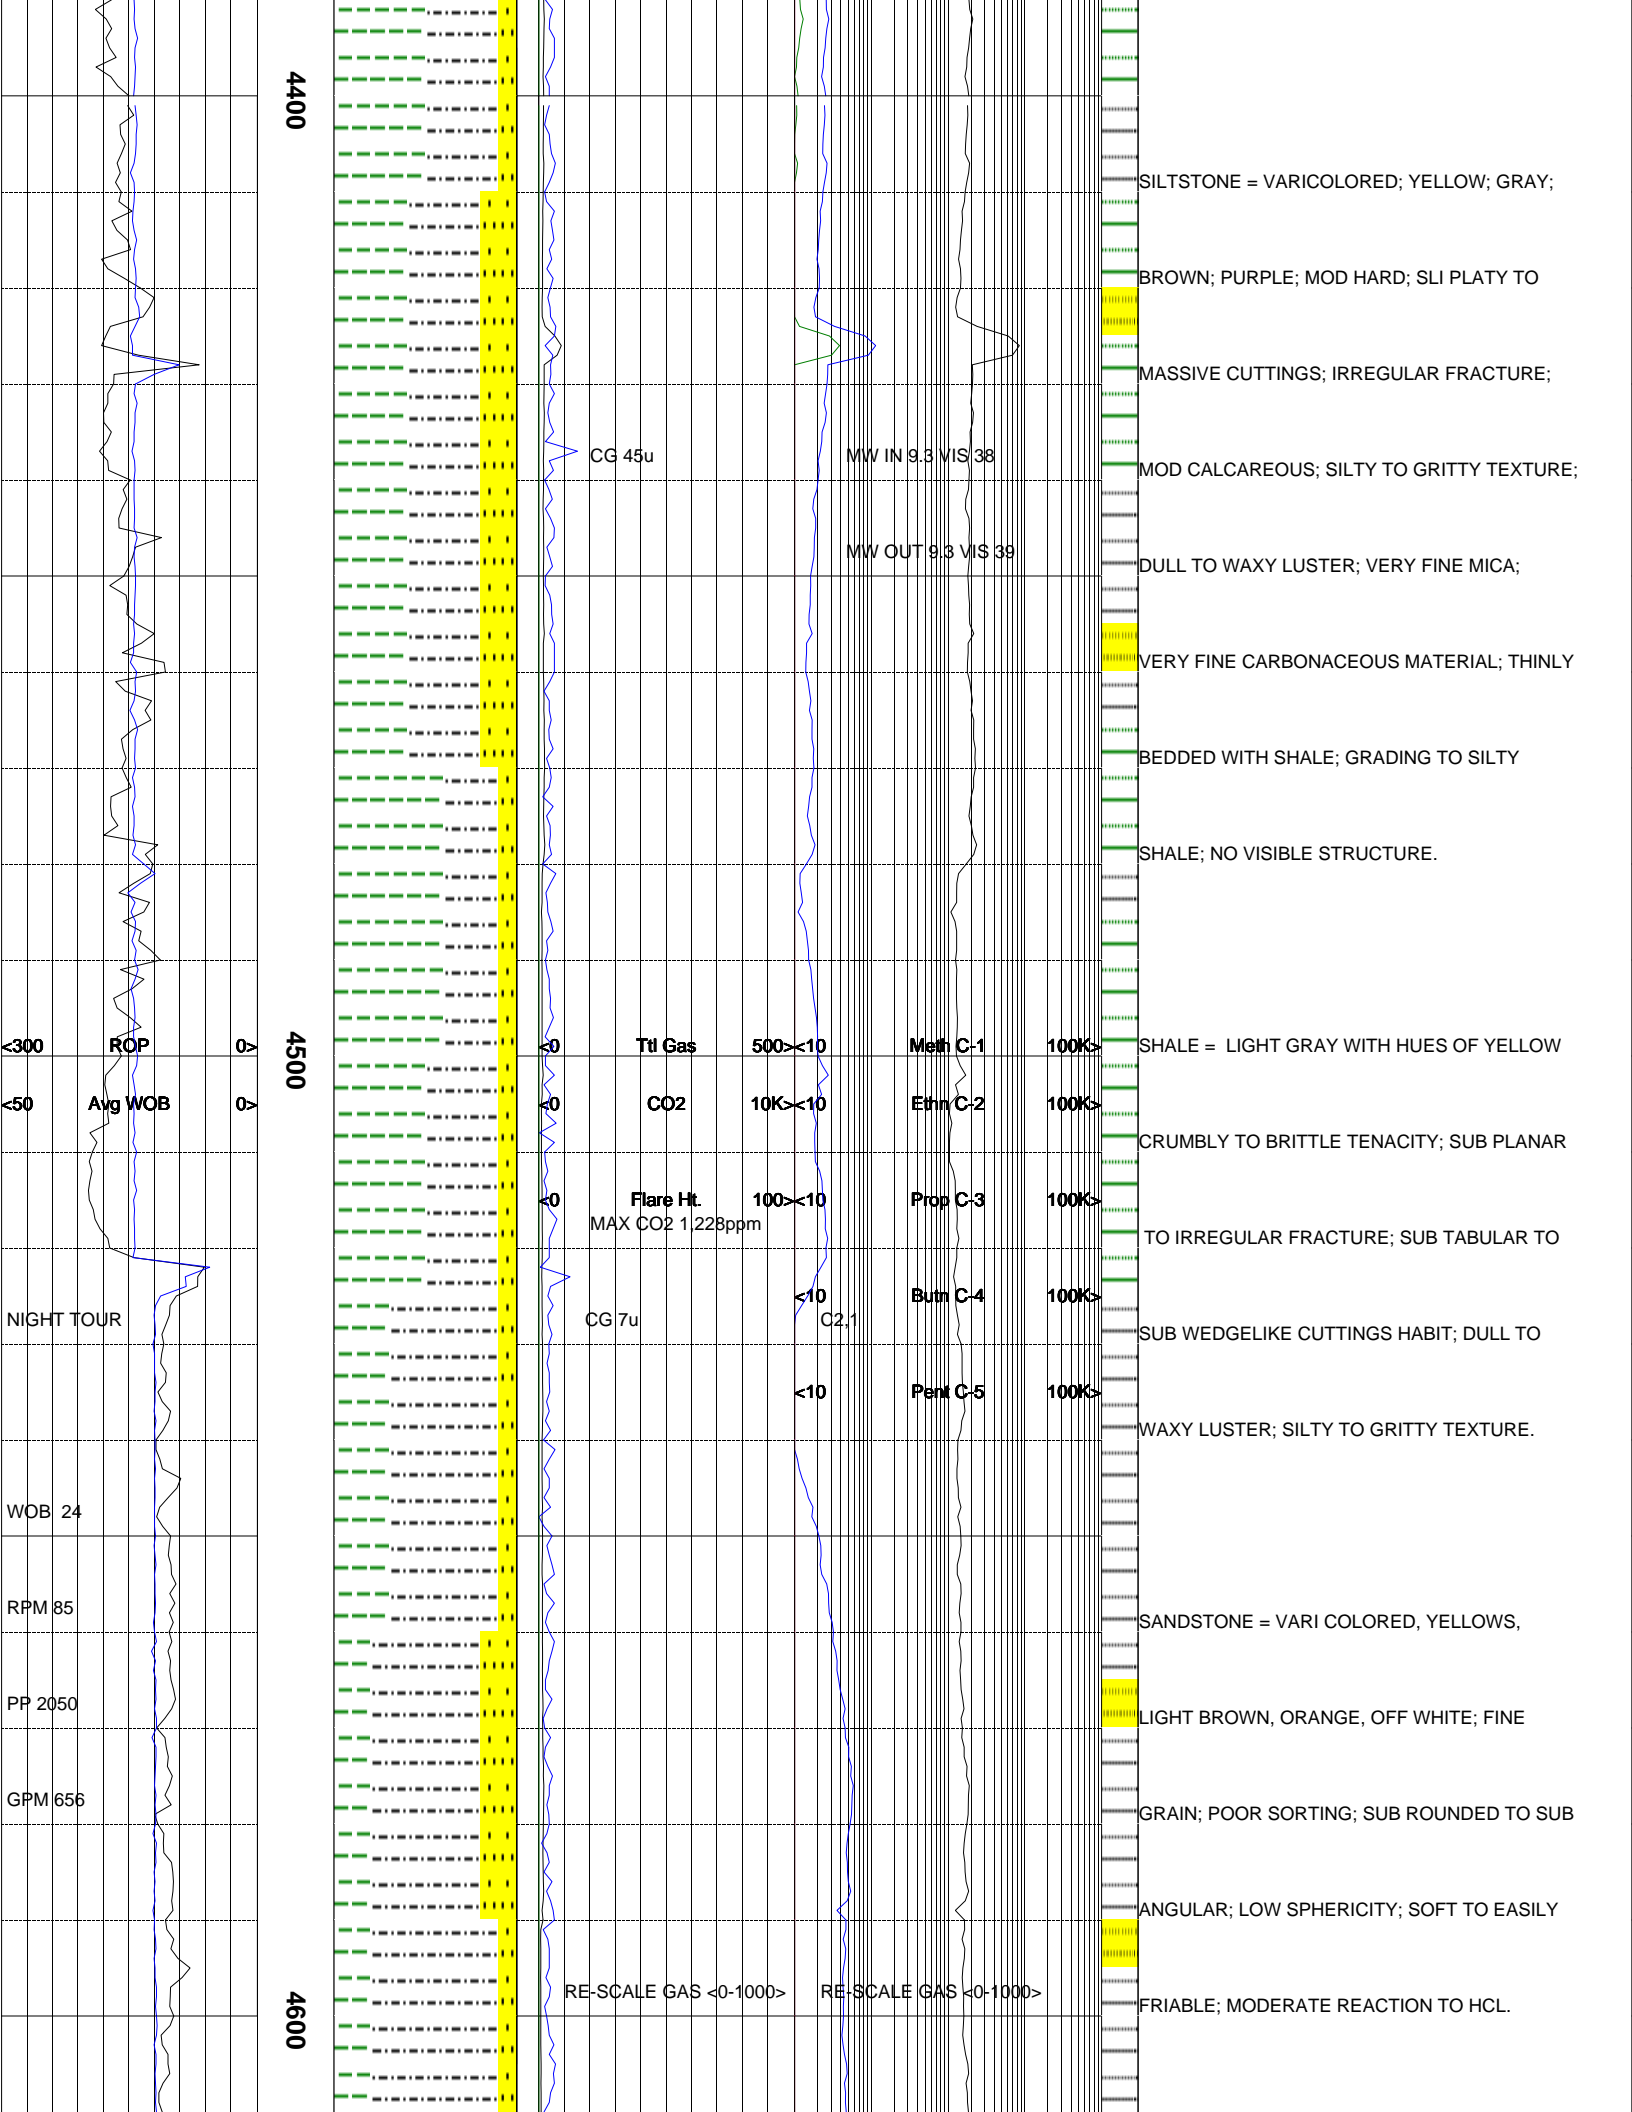 4400
SILTSTONE = VARICOLORED; YELLOW; GRAY;
BROWN; PURPLE; MOD HARD; SLI PLATY TO
MASSIVE CUTTINGS; IRREGULAR FRACTURE;
CG 45u MW IN 9.3 VIS 38
MOD CALCAREOUS; SILTY TO GRITTY TEXTURE;
MW OUT 9.3 VIS 39
DULL TO WAXY LUSTER; VERY FINE MICA;
VERY FINE CARBONACEOUS MATERIAL; THINLY
BEDDED WITH SHALE; GRADING TO SILTY
SHALE; NO VISIBLE STRUCTURE.
4500
<300 ROP 0> <0 Ttl Gas 500> <10 Meth C-1 100K> SHALE =  LIGHT GRAY WITH HUES OF YELLOW
<50 Avg WOB 0> <0 CO2 10K> <10 Ethn C-2 100K>
CRUMBLY TO BRITTLE TENACITY; SUB PLANAR
<0 Flare Ht. 100> <10 Prop C-3 100K>
MAX CO2 1,228ppm
TO IRREGULAR FRACTURE; SUB TABULAR TO
<10 Butn C-4 100K>
NIGHT TOUR CG 7u C2,1
SUB WEDGELIKE CUTTINGS HABIT; DULL TO
<10 Pent C-5 100K>
WAXY LUSTER; SILTY TO GRITTY TEXTURE.
WOB  24
RPM 85
SANDSTONE = VARI COLORED, YELLOWS,
PP 2050
LIGHT BROWN, ORANGE, OFF WHITE; FINE
GPM 656
GRAIN; POOR SORTING; SUB ROUNDED TO SUB
ANGULAR; LOW SPHERICITY; SOFT TO EASILY
RE-SCALE GAS <0-1000> RE-SCALE GAS <0-1000>
FRIABLE; MODERATE REACTION TO HCL.
4600